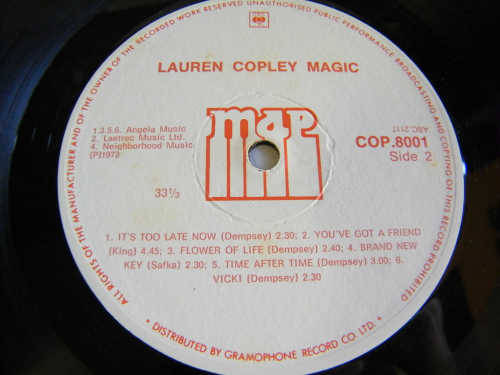 ALL RIGHTS OF THE MANUFACTURER AND OF THE OWNER OF THE RECORDED WORK RESERVED UNAUTHORISED PUBLIC PERFORMANCE BROADCASTING AND COPYING OF THIS RECORD PROHIBITED
LAUREN COPLEY MAGIC
map
1.3.5.6. Angela Music
2. Leetrec Music Ltd.
4. Neighborhood Music
(P)1972
COP.8001
Side 2
33⅓
1. IT'S TOO LATE NOW (Dempsey) 2.30; 2. YOU'VE GOT A FRIEND
(King) 4.45; 3. FLOWER OF LIFE (Dempsey) 2.40; 4. BRAND NEW
KEY (Safka) 2.30; 5. TIME AFTER TIME (Dempsey) 3.00; 6.
VICKI (Dempsey) 2.30
• DISTRIBUTED BY GRAMOPHONE RECORD CO LTD. •